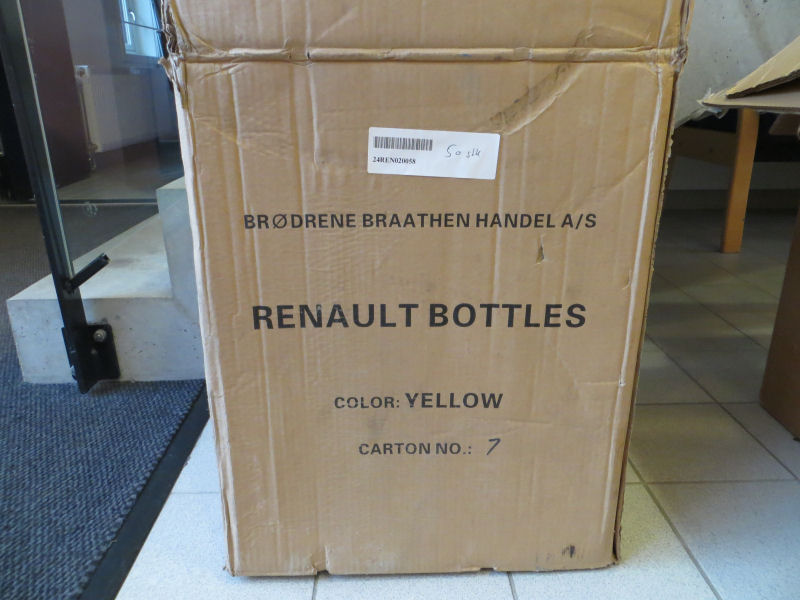 50 stk
24REN020058
BRØDRENE BRAATHEN HANDEL A/S
RENAULT BOTTLES
COLOR: YELLOW
CARTON NO.: 7